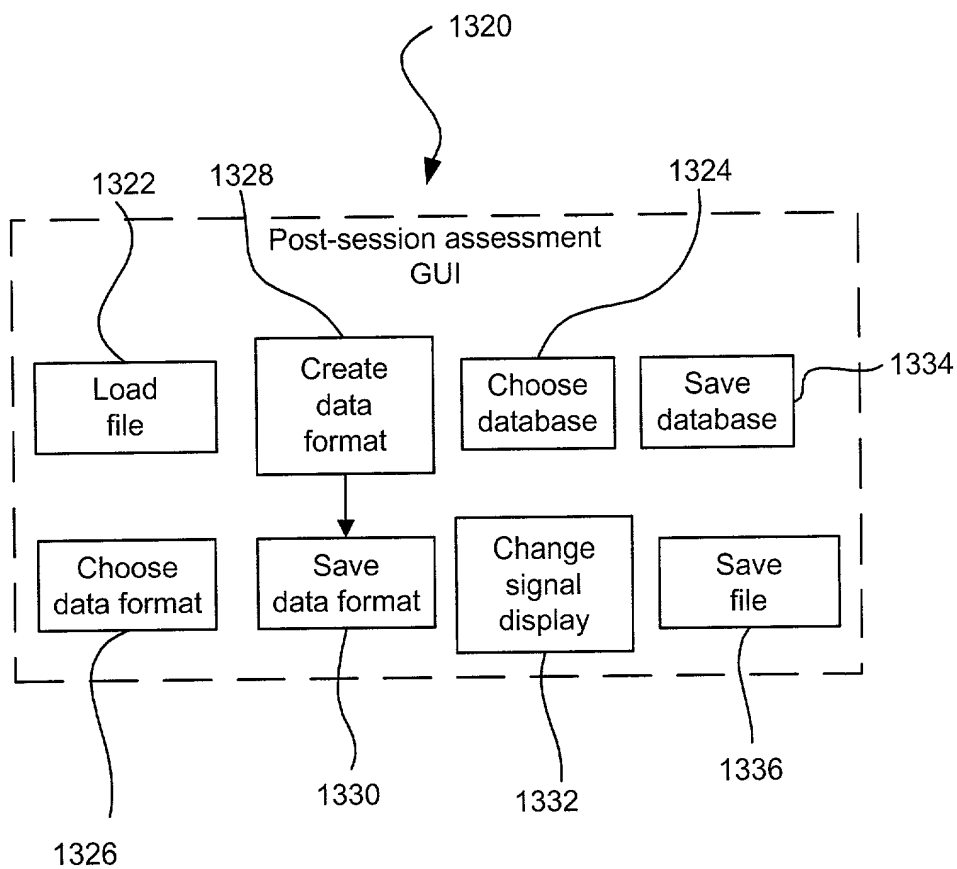 1320
1322
1328
1324
Post-session assessment
GUI
1334
Load
file
Create
data
format
Choose
database
Save
database
Choose
data format
Save
data format
Change
signal
display
Save
file
1326
1330
1332
1336